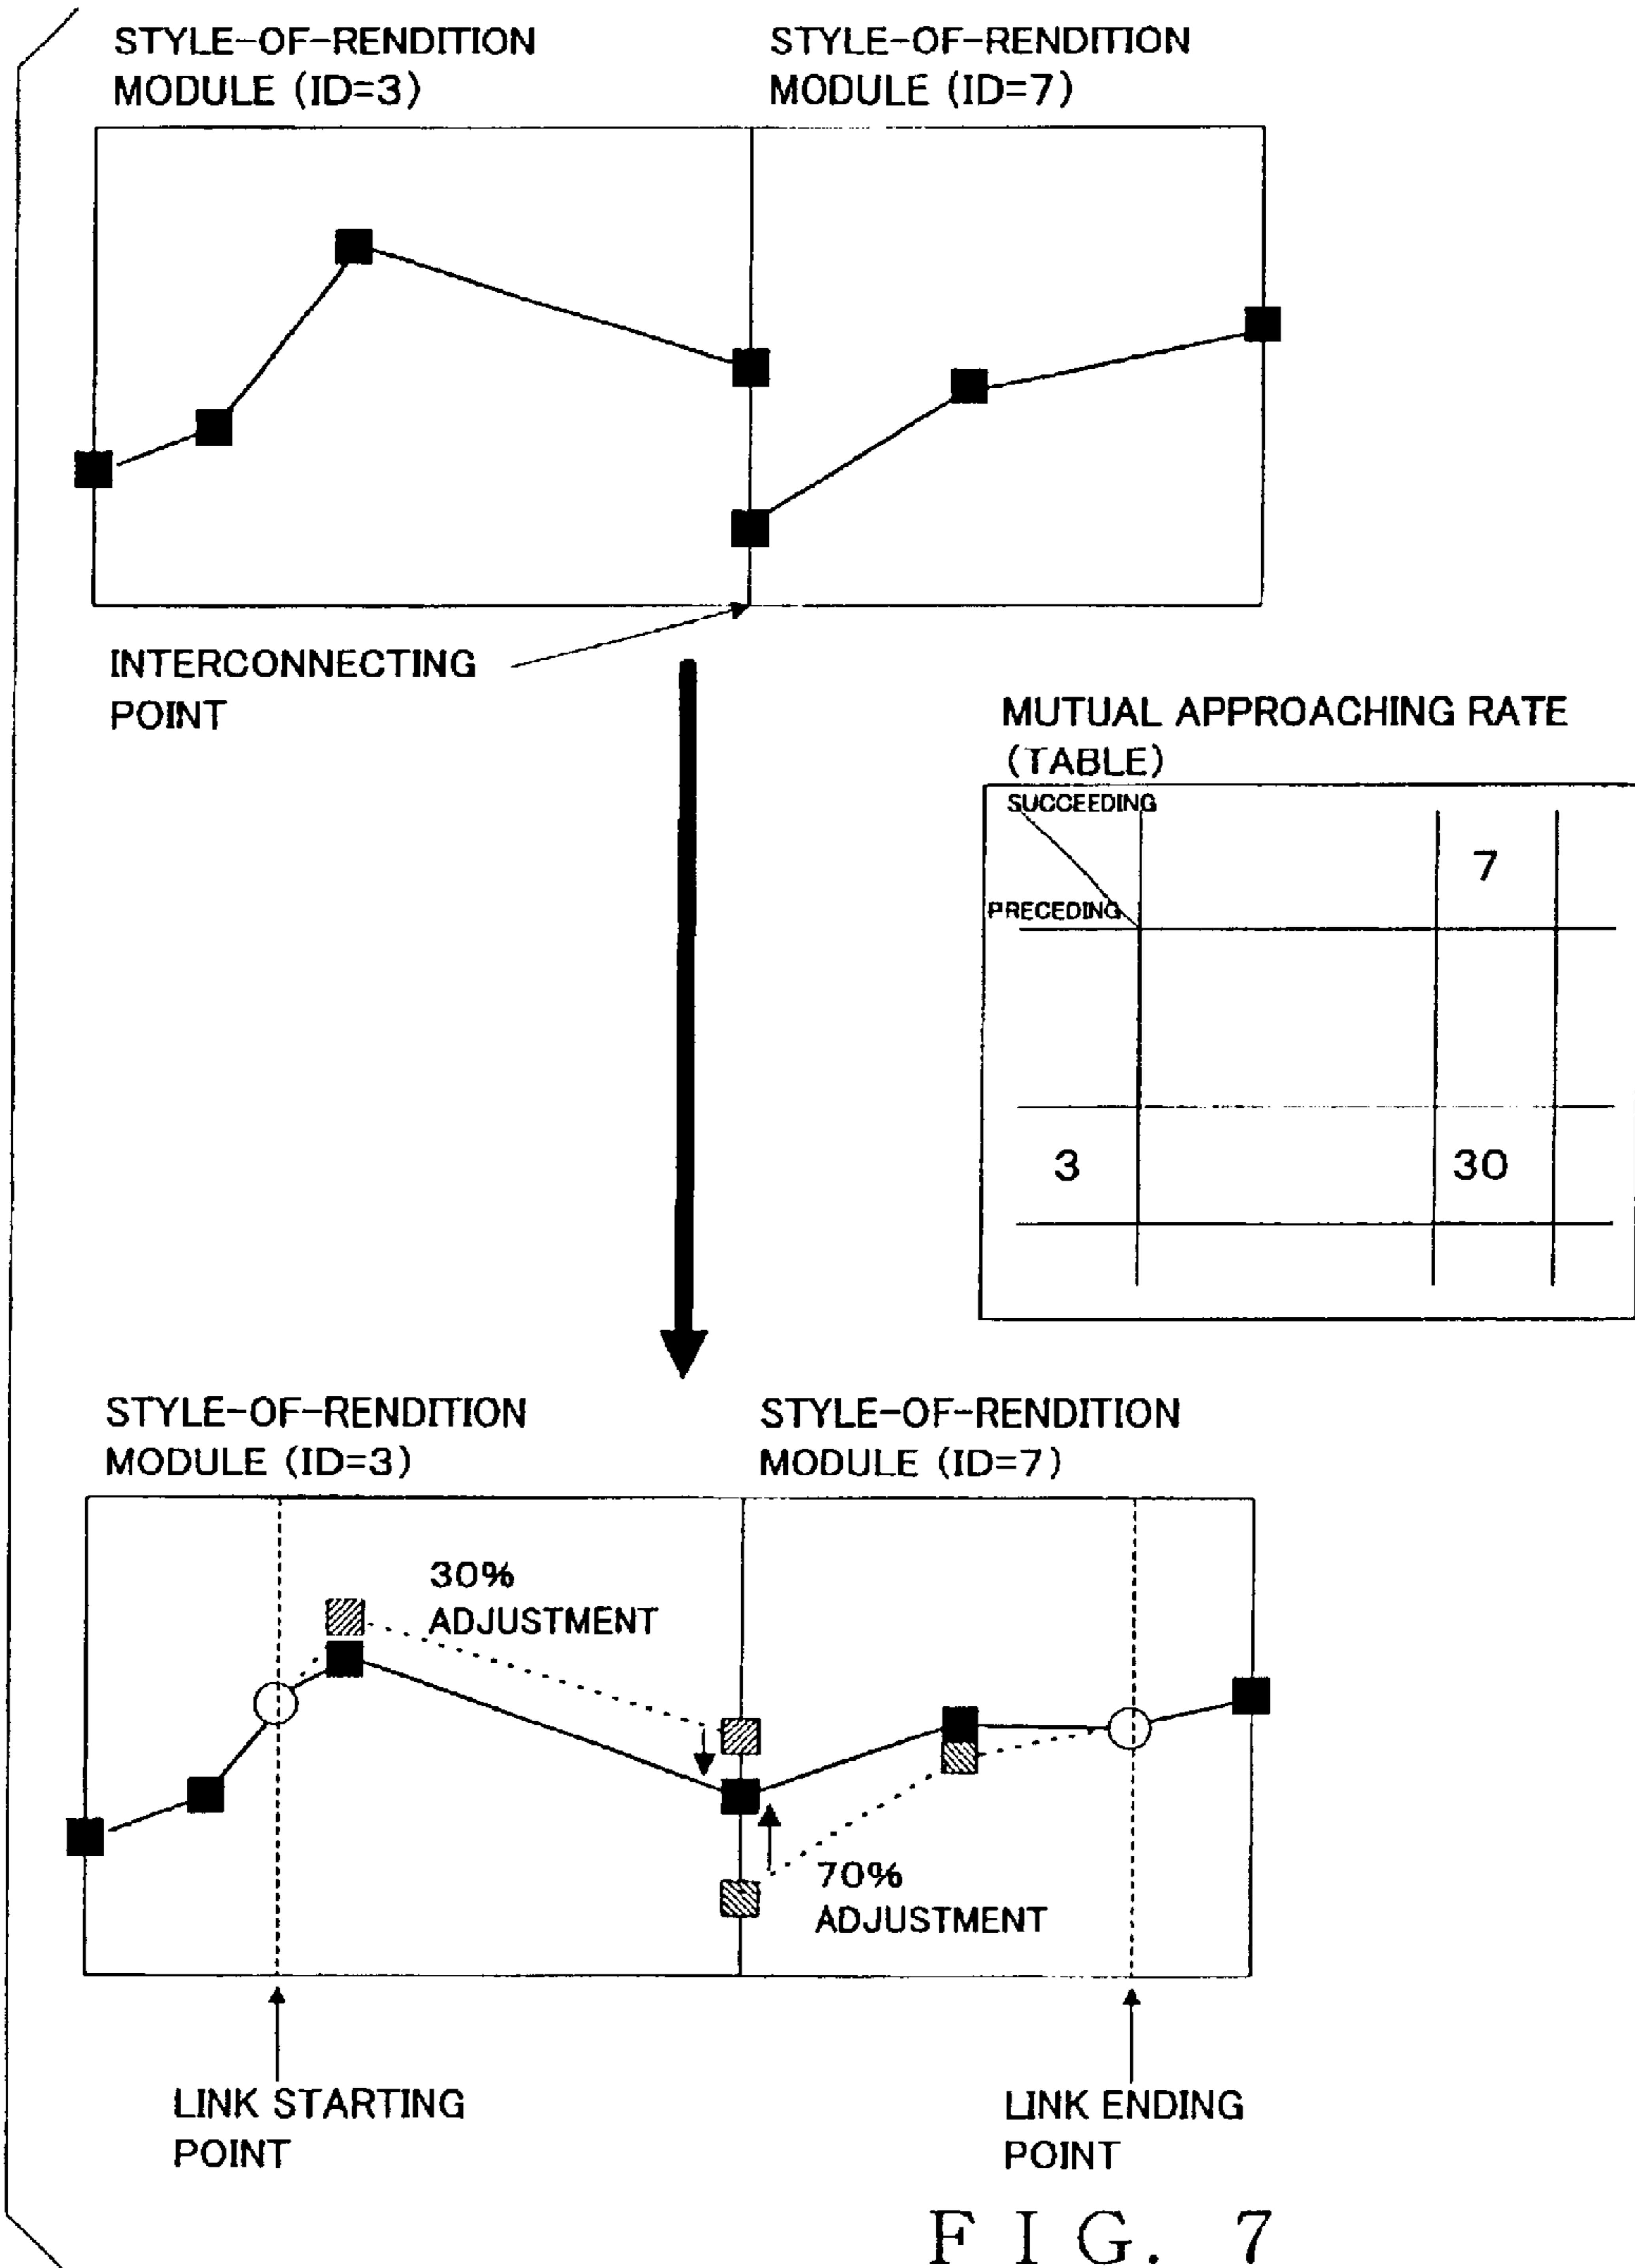 STYLE-OF-RENDITION
MODULE (ID=3)
STYLE-OF-RENDITION
MODULE (ID=7)
INTERCONNECTING
POINT
MUTUAL APPROACHING RATE
(TABLE)
SUCCEEDING
7
PRECEDING
3
30
STYLE-OF-RENDITION
MODULE (ID=3)
STYLE-OF-RENDITION
MODULE (ID=7)
30%
ADJUSTMENT
70%
ADJUSTMENT
LINK STARTING
POINT
LINK ENDING
POINT
FIG. 7